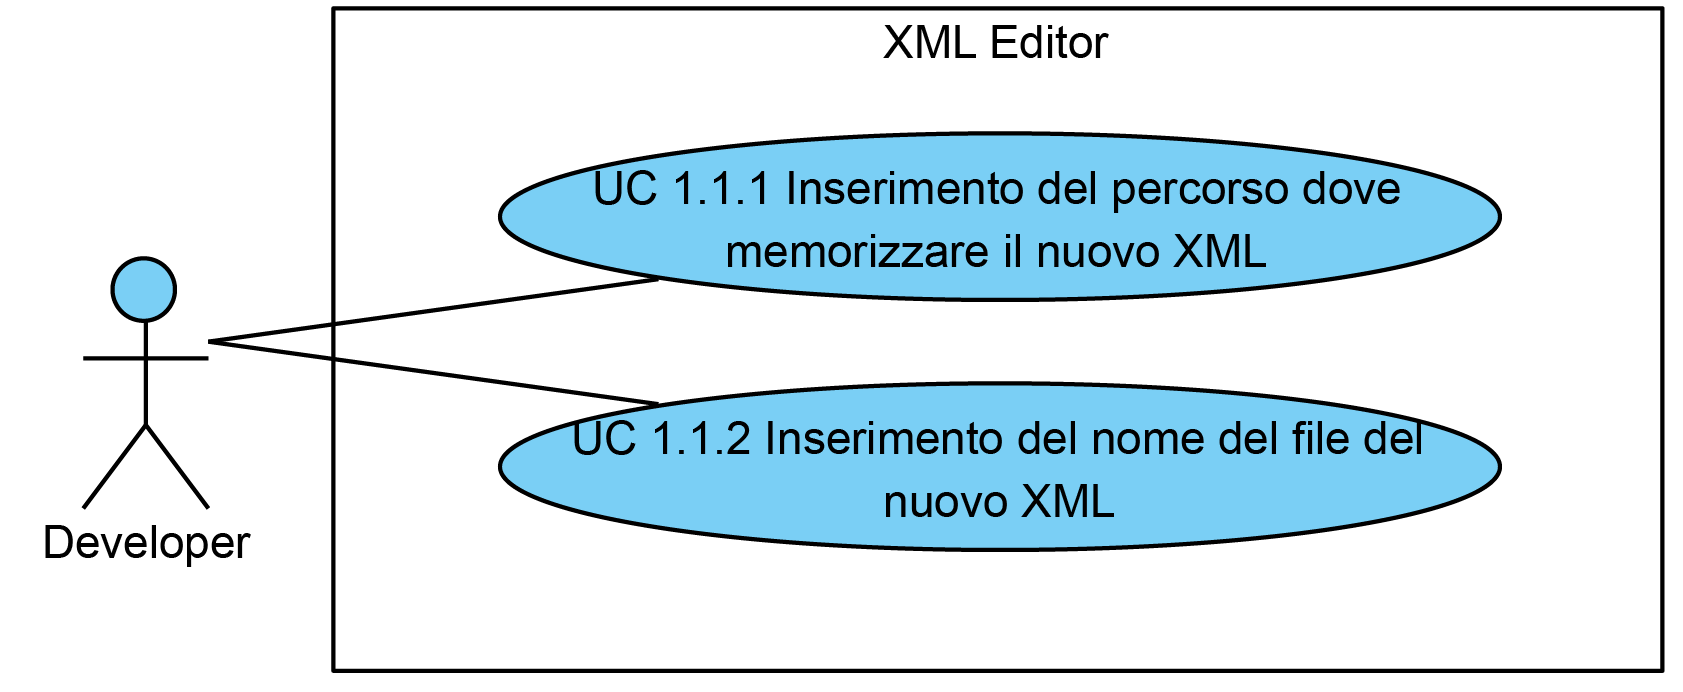 XML Editor
UC 1.1.1 Inserimento del percorso dove
memorizzare il nuovo XML
UC 1.1.2 Inserimento del nome del file del
nuovo XML
Developer